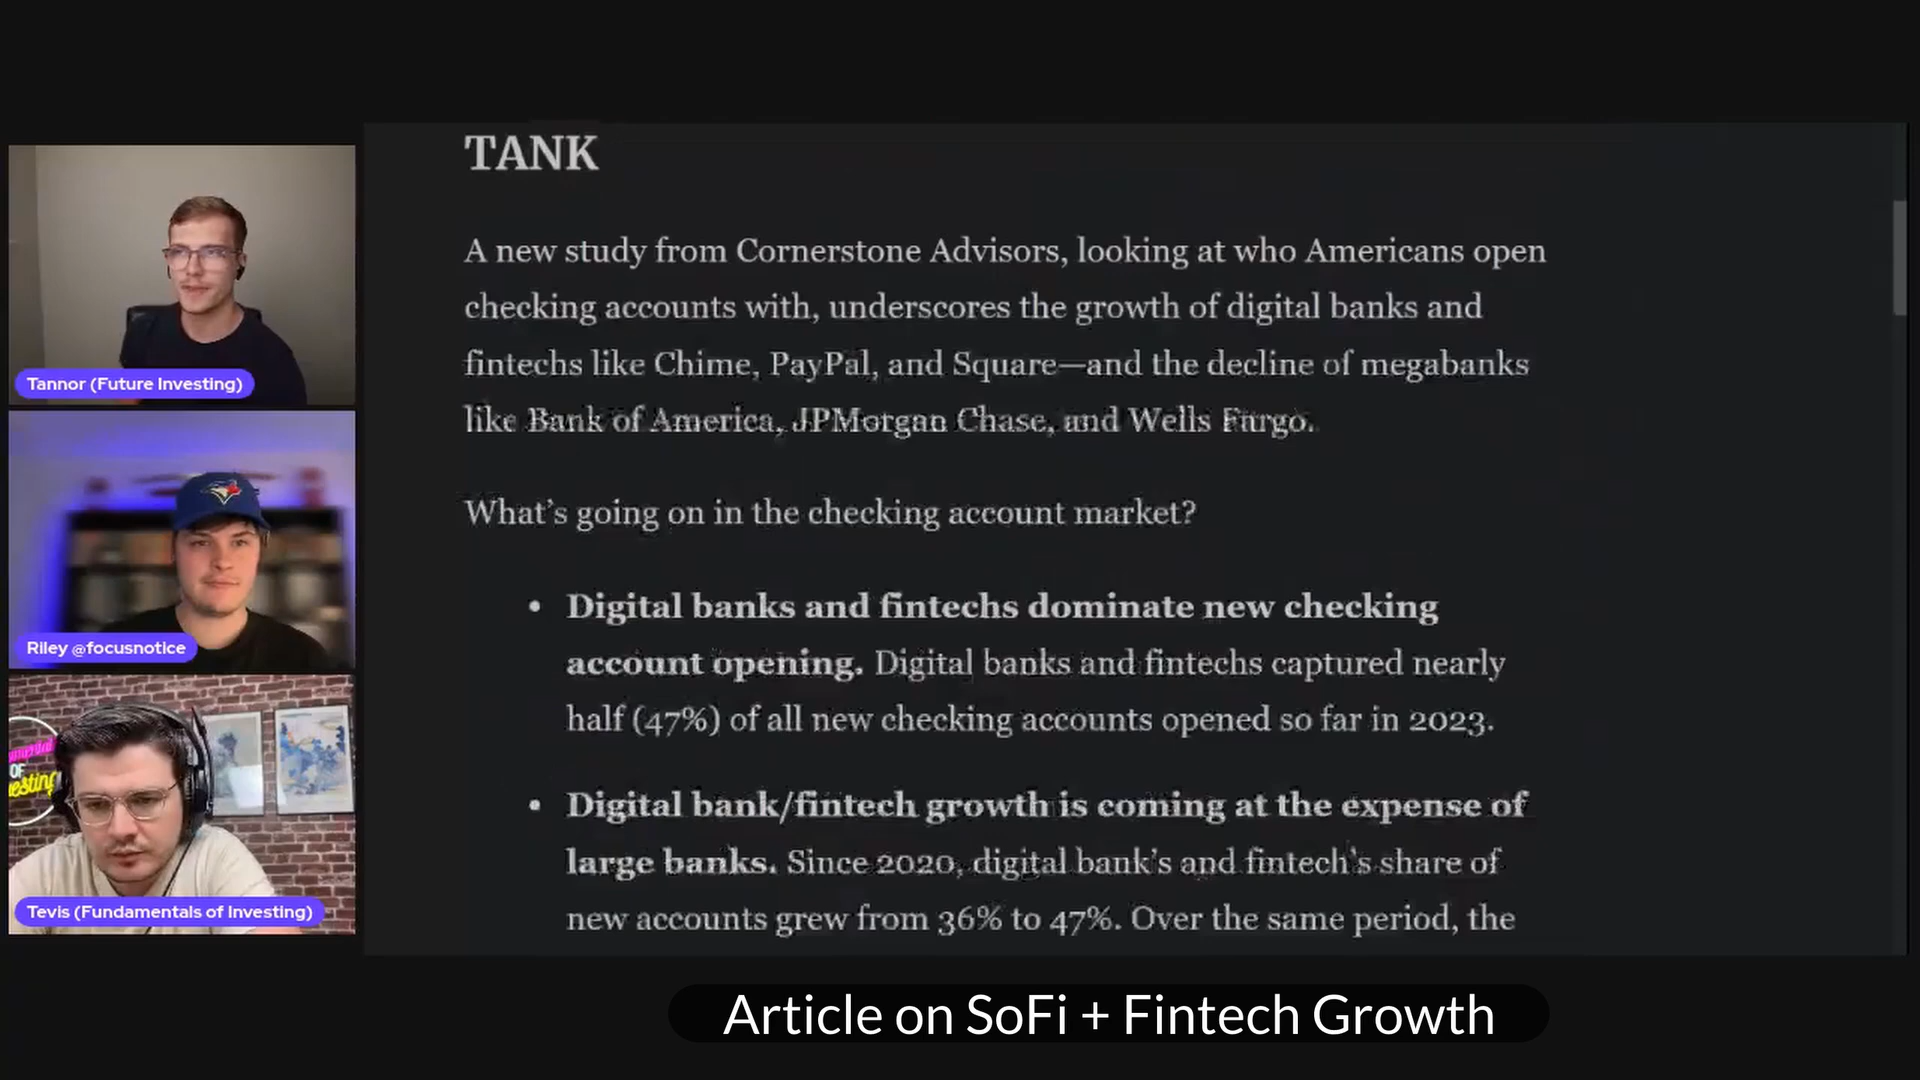 TANK
A new study from Cornerstone Advisors, looking at who Americans open
checking accounts with, underscores the growth of digital banks and
fintechs like Chime, PayPal, and Square—and the decline of megabanks
like Bank of America, JPMorgan Chase, and Wells Fargo.
What's going on in the checking account market?
• Digital banks and fintechs dominate new checking
account opening. Digital banks and fintechs captured nearly
half (47%) of all new checking accounts opened so far in 2023.
• Digital bank/fintech growth is coming at the expense of
large banks. Since 2020, digital bank's and fintech's share of
new accounts grew from 36% to 47%. Over the same period, the
Tannor (Future Investing)
Riley @focusnotice
OF
Tevis (Fundamentals of Investing)
Article on SoFi + Fintech Growth